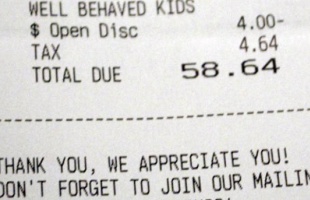 WELL BEHAVED KIDS
$ Open Disc 4.00-
TAX 4.64
TOTAL DUE 58.64
THANK YOU, WE APPRECIATE YOU!
DON'T FORGET TO JOIN OUR MAILIN